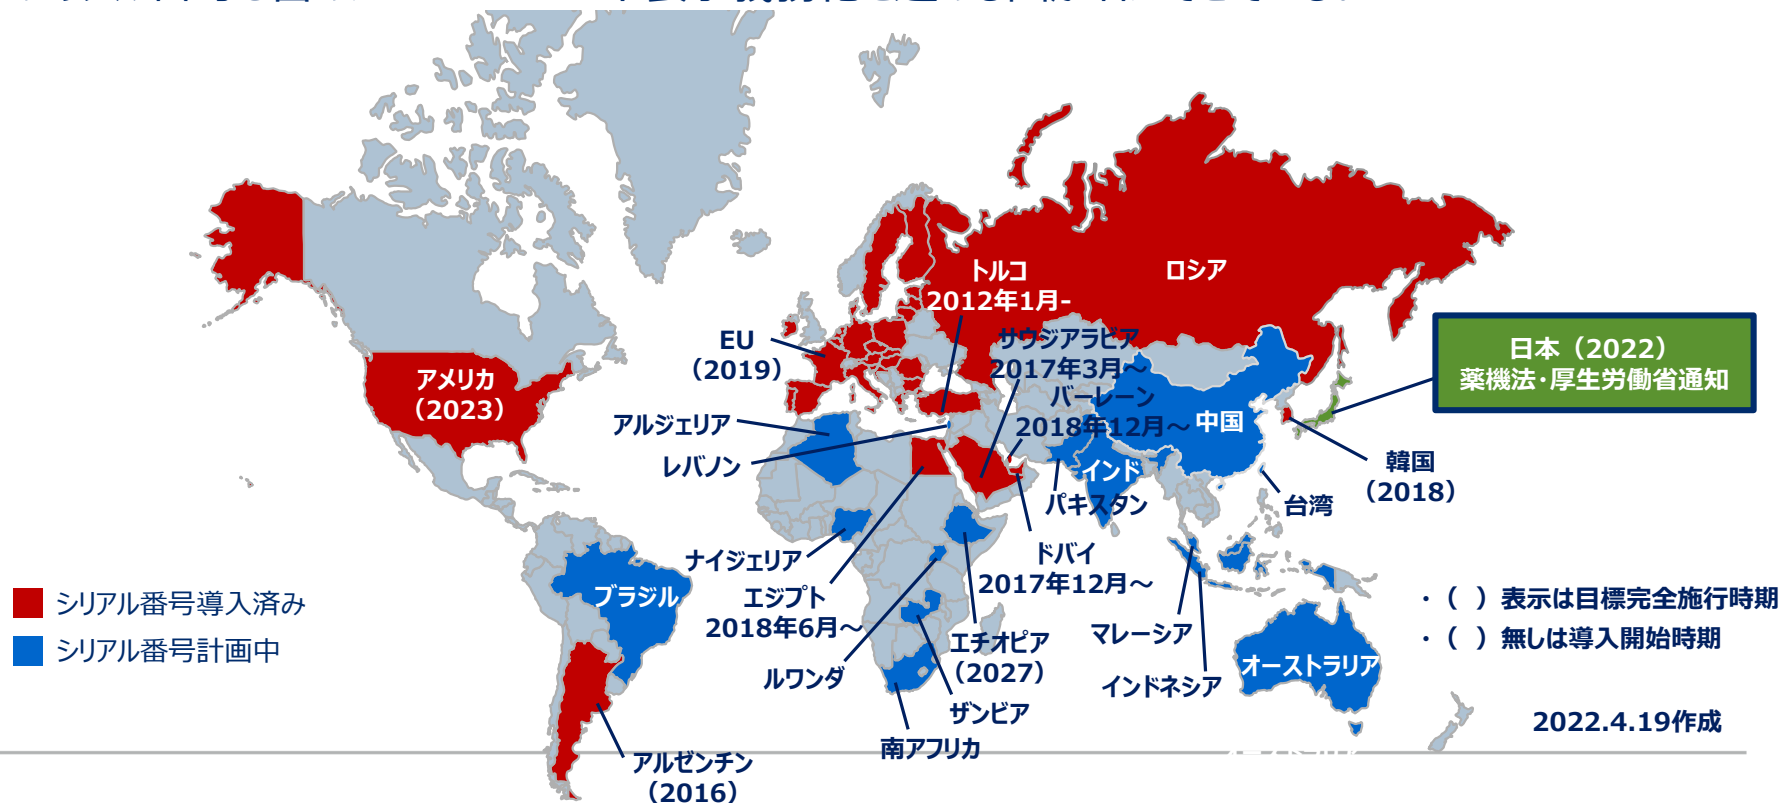 トルコ
2012年1月-
ロシア
EU
（2019）
サウジアラビア
2017年3月～
バーレーン
2018年12月～
日本（2022）
薬機法・厚生労働省通知
アメリカ
（2023）
アルジェリア
レバノン
中国
インド
パキスタン
韓国
（2018）
台湾
ナイジェリア
エジプト
2018年6月～
ドバイ
2017年12月～
ルワンダ
エチオピア
（2027）
ザンビア
南アフリカ
マレーシア
インドネシア
オーストラリア
ブラジル
アルゼンチン
（2016）
シリアル番号導入済み
シリアル番号計画中
・（ ）表示は目標完全施行時期
・（ ）無しは導入開始時期
2022.4.19作成